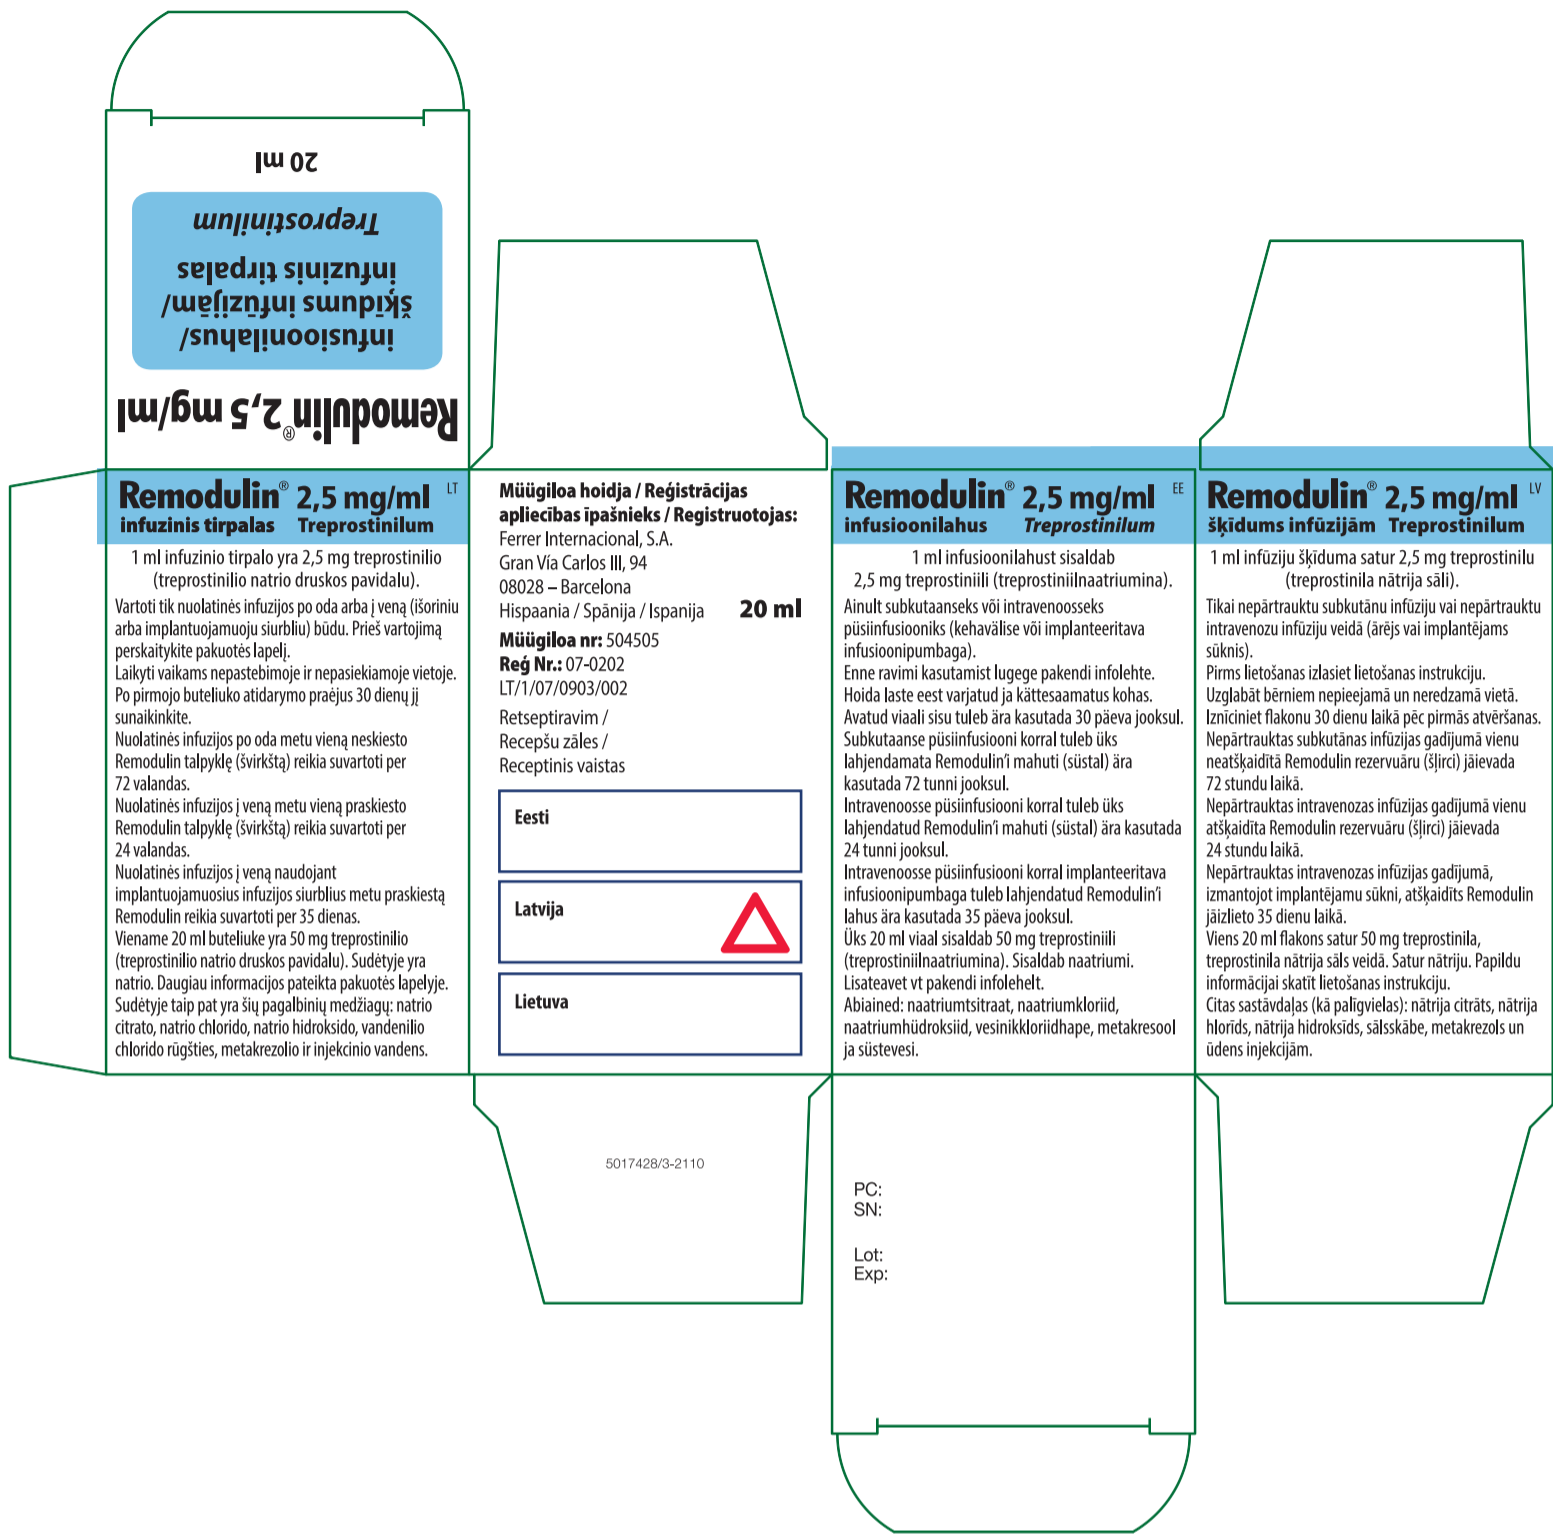 Remodulin® 2,5 mg/ml
infusioonilahus/
šķīdums infūzijām/
infuzinis tirpalas
Treprostinilum
20 ml
Remodulin® 2,5 mg/ml LT
infuzinis tirpalas Treprostinilum
1 ml infuzinio tirpalo yra 2,5 mg treprostinilio
(treprostinilio natrio druskos pavidalu).
Vartoti tik nuolatinės infuzijos po oda arba į veną (išoriniu
arba implantuojamuoju siurbliu) būdu. Prieš vartojimą
perskaitykite pakuotės lapelį.
Laikyti vaikams nepastebimoje ir nepasiekiamoje vietoje.
Po pirmojo buteliuko atidarymo praėjus 30 dienų jį
sunaikinkite.
Nuolatinės infuzijos po oda metu vieną neskiesto
Remodulin talpyklę (švirkštą) reikia suvartoti per
72 valandas.
Nuolatinės infuzijos į veną metu vieną praskiesto
Remodulin talpyklę (švirkštą) reikia suvartoti per
24 valandas.
Nuolatinės infuzijos į veną naudojant
implantuojamuosius infuzijos siurblius metu praskiestą
Remodulin reikia suvartoti per 35 dienas.
Viename 20 ml buteliuke yra 50 mg treprostinilio
(treprostinilio natrio druskos pavidalu). Sudėtyje yra
natrio. Daugiau informacijos pateikta pakuotės lapelyje.
Sudėtyje taip pat yra šių pagalbinių medžiagų: natrio
citrato, natrio chlorido, natrio hidroksido, vandenilio
chlorido rūgšties, metakrezolio ir injekcinio vandens.
Müügiloa hoidja / Reģistrācijas
apliecības īpašnieks / Registruotojas:
Ferrer Internacional, S.A.
Gran Vía Carlos III, 94
08028 – Barcelona
Hispaania / Spānija / Ispanija 20 ml
Müügiloa nr: 504505
Reģ Nr.: 07-0202
LT/1/07/0903/002
Retseptiravim /
Recepšu zāles /
Receptinis vaistas
Eesti
Latvija
Lietuva
5017428/3-2110
Remodulin® 2,5 mg/ml EE
infusioonilahus Treprostinilum
1 ml infusioonilahust sisaldab
2,5 mg treprostiniili (treprostiniilnaatriumina).
Ainult subkutaanseks või intravenoosseks
püsiinfusiooniks (kehavälise või implanteeritava
infusioonipumbaga).
Enne ravimi kasutamist lugege pakendi infolehte.
Hoida laste eest varjatud ja kättesaamatus kohas.
Avatud viaali sisu tuleb ära kasutada 30 päeva jooksul.
Subkutaanse püsiinfusiooni korral tuleb üks
lahjendamata Remodulin’i mahuti (süstal) ära
kasutada 72 tunni jooksul.
Intravenoosse püsiinfusiooni korral tuleb üks
lahjendatud Remodulin’i mahuti (süstal) ära kasutada
24 tunni jooksul.
Intravenoosse püsiinfusiooni korral implanteeritava
infusioonipumbaga tuleb lahjendatud Remodulin’i
lahus ära kasutada 35 päeva jooksul.
Üks 20 ml viaal sisaldab 50 mg treprostiniili
(treprostiniilnaatriumina). Sisaldab naatriumi.
Lisateavet vt pakendi infolehelt.
Abiained: naatriumtsitraat, naatriumkloriid,
naatriumhüdroksiid, vesinikkloriidhape, metakresool
ja süstevesi.
PC:
SN:
Lot:
Exp:
Remodulin® 2,5 mg/ml LV
šķīdums infūzijām Treprostinilum
1 ml infūziju šķīduma satur 2,5 mg treprostinilu
(treprostinila nātrija sāli).
Tikai nepārtrauktu subkutānu infūziju vai nepārtrauktu
intravenozu infūziju veidā (ārējs vai implantējams
sūknis).
Pirms lietošanas izlasiet lietošanas instrukciju.
Uzglabāt bērniem nepieejamā un neredzamā vietā.
Iznīciniet flakonu 30 dienu laikā pēc pirmās atvēršanas.
Nepārtrauktas subkutānas infūzijas gadījumā vienu
neatšķaidītā Remodulin rezervuāru (šļirci) jāievada
72 stundu laikā.
Nepārtrauktas intravenozas infūzijas gadījumā vienu
atšķaidīta Remodulin rezervuāru (šļirci) jāievada
24 stundu laikā.
Nepārtrauktas intravenozas infūzijas gadījumā,
izmantojot implantējamu sūkni, atšķaidīts Remodulin
jāizlieto 35 dienu laikā.
Viens 20 ml flakons satur 50 mg treprostinila,
treprostinila nātrija sāls veidā. Satur nātriju. Papildu
informācijai skatīt lietošanas instrukciju.
Citas sastāvdaļas (kā palīgvielas): nātrija citrāts, nātrija
hlorīds, nātrija hidroksīds, sālsskābe, metakrezols un
ūdens injekcijām.